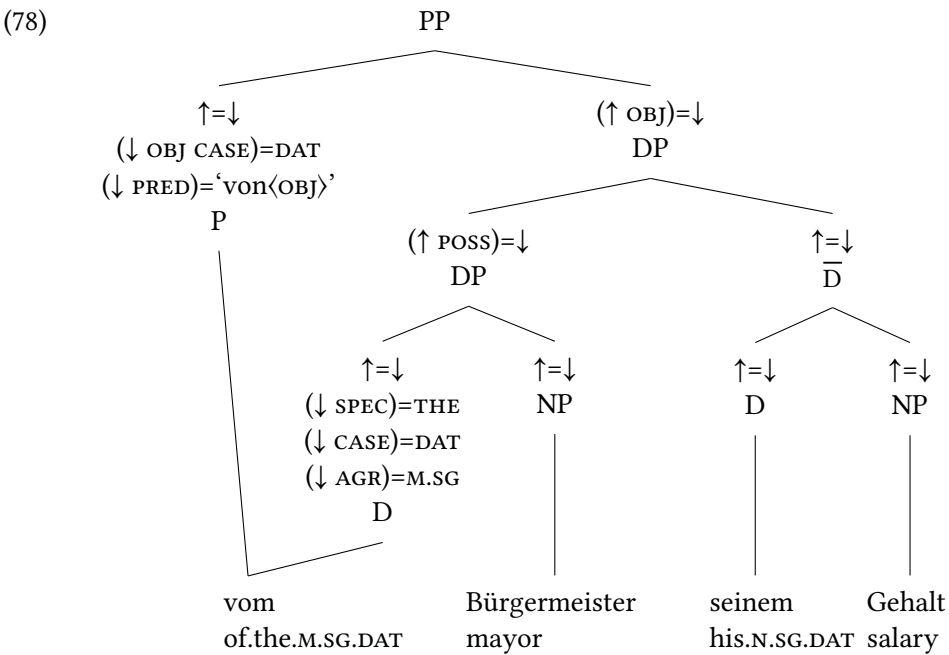 (78)
PP
↑=↓ (↑ OBJ)=↓
(↓ OBJ CASE)=DAT DP
(↓ PRED)=‘von⟨OBJ⟩’
P
(↑ POSS)=↓ ↑=↓
DP D̅
↑=↓ ↑=↓ ↑=↓ ↑=↓
(↓ SPEC)=THE NP D NP
(↓ CASE)=DAT
(↓ AGR)=M.SG
D
vom Bürgermeister seinem Gehalt
of.the.M.SG.DAT mayor his.N.SG.DAT salary